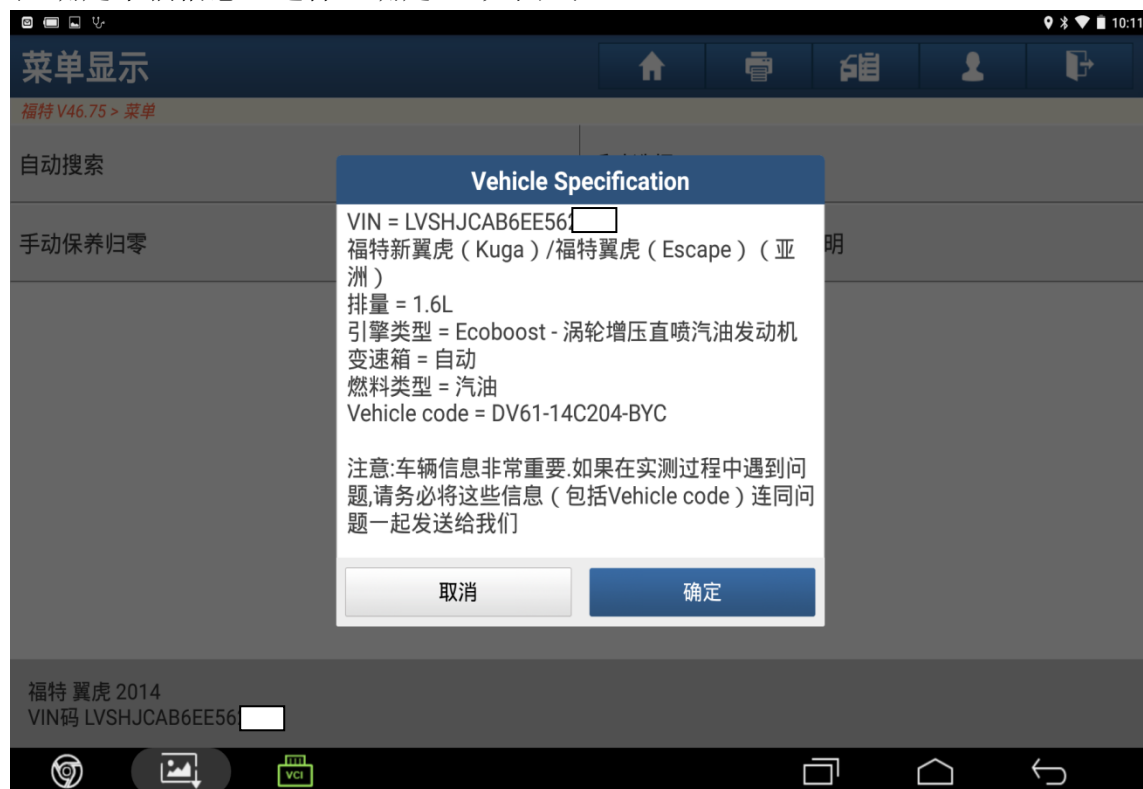 10:11
菜单显示
福特 V46.75 > 菜单
自动搜索
手动保养归零
明
Vehicle Specification
VIN = LVSHJCAB6EE562
福特新翼虎（Kuga）/福特翼虎（Escape）（亚
洲）
排量 = 1.6L
引擎类型 = Ecoboost - 涡轮增压直喷汽油发动机
变速箱 = 自动
燃料类型 = 汽油
Vehicle code = DV61-14C204-BYC
注意:车辆信息非常重要.如果在实测过程中遇到问
题,请务必将这些信息（包括Vehicle code）连同问
题一起发送给我们
取消
确定
福特 翼虎 2014
VIN码 LVSHJCAB6EE56
VCI